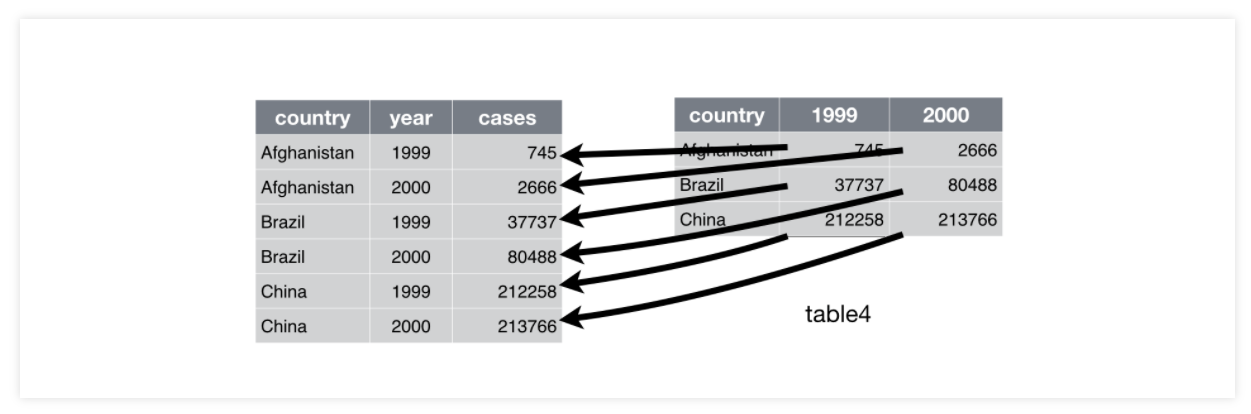 country year cases
Afghanistan 1999 745
Afghanistan 2000 2666
Brazil 1999 37737
Brazil 2000 80488
China 1999 212258
China 2000 213766
country 1999 2000
Afghanistan 745 2666
Brazil 37737 80488
China 212258 213766
table4